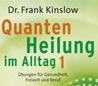 Dr. Frank Kinslow
Quanten
Heilung
im Alltag 1
Übungen für Gesundheit,
Freizeit und Beruf